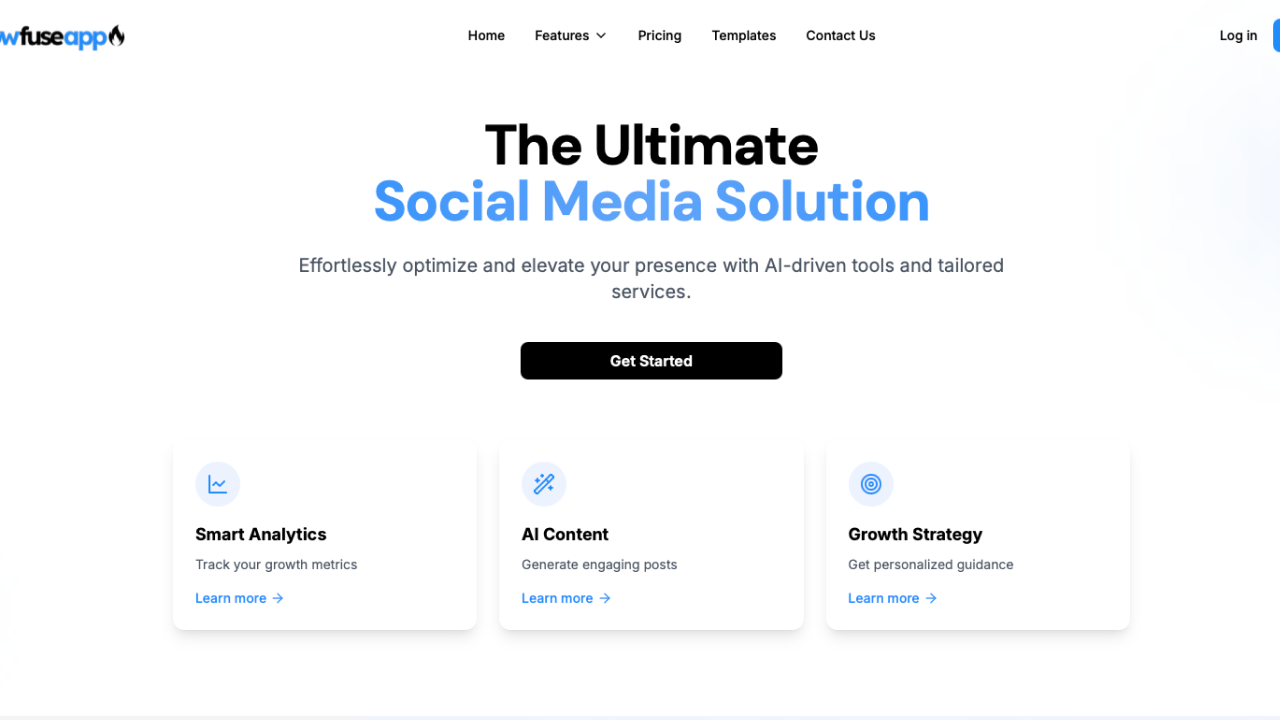 wfuseapp
Home Features Pricing Templates Contact Us Log in
The Ultimate
Social Media Solution
Effortlessly optimize and elevate your presence with AI-driven tools and tailored
services.
Get Started
Smart Analytics
Track your growth metrics
Learn more →
AI Content
Generate engaging posts
Learn more →
Growth Strategy
Get personalized guidance
Learn more →